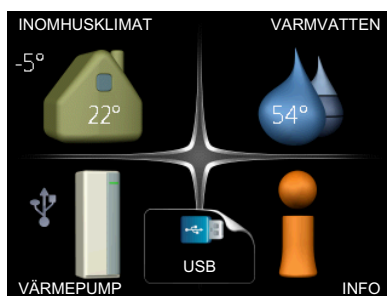 INOMHUSKLIMAT
VARMVATTEN
-5°
22°
54°
USB
VÄRMEPUMP
INFO